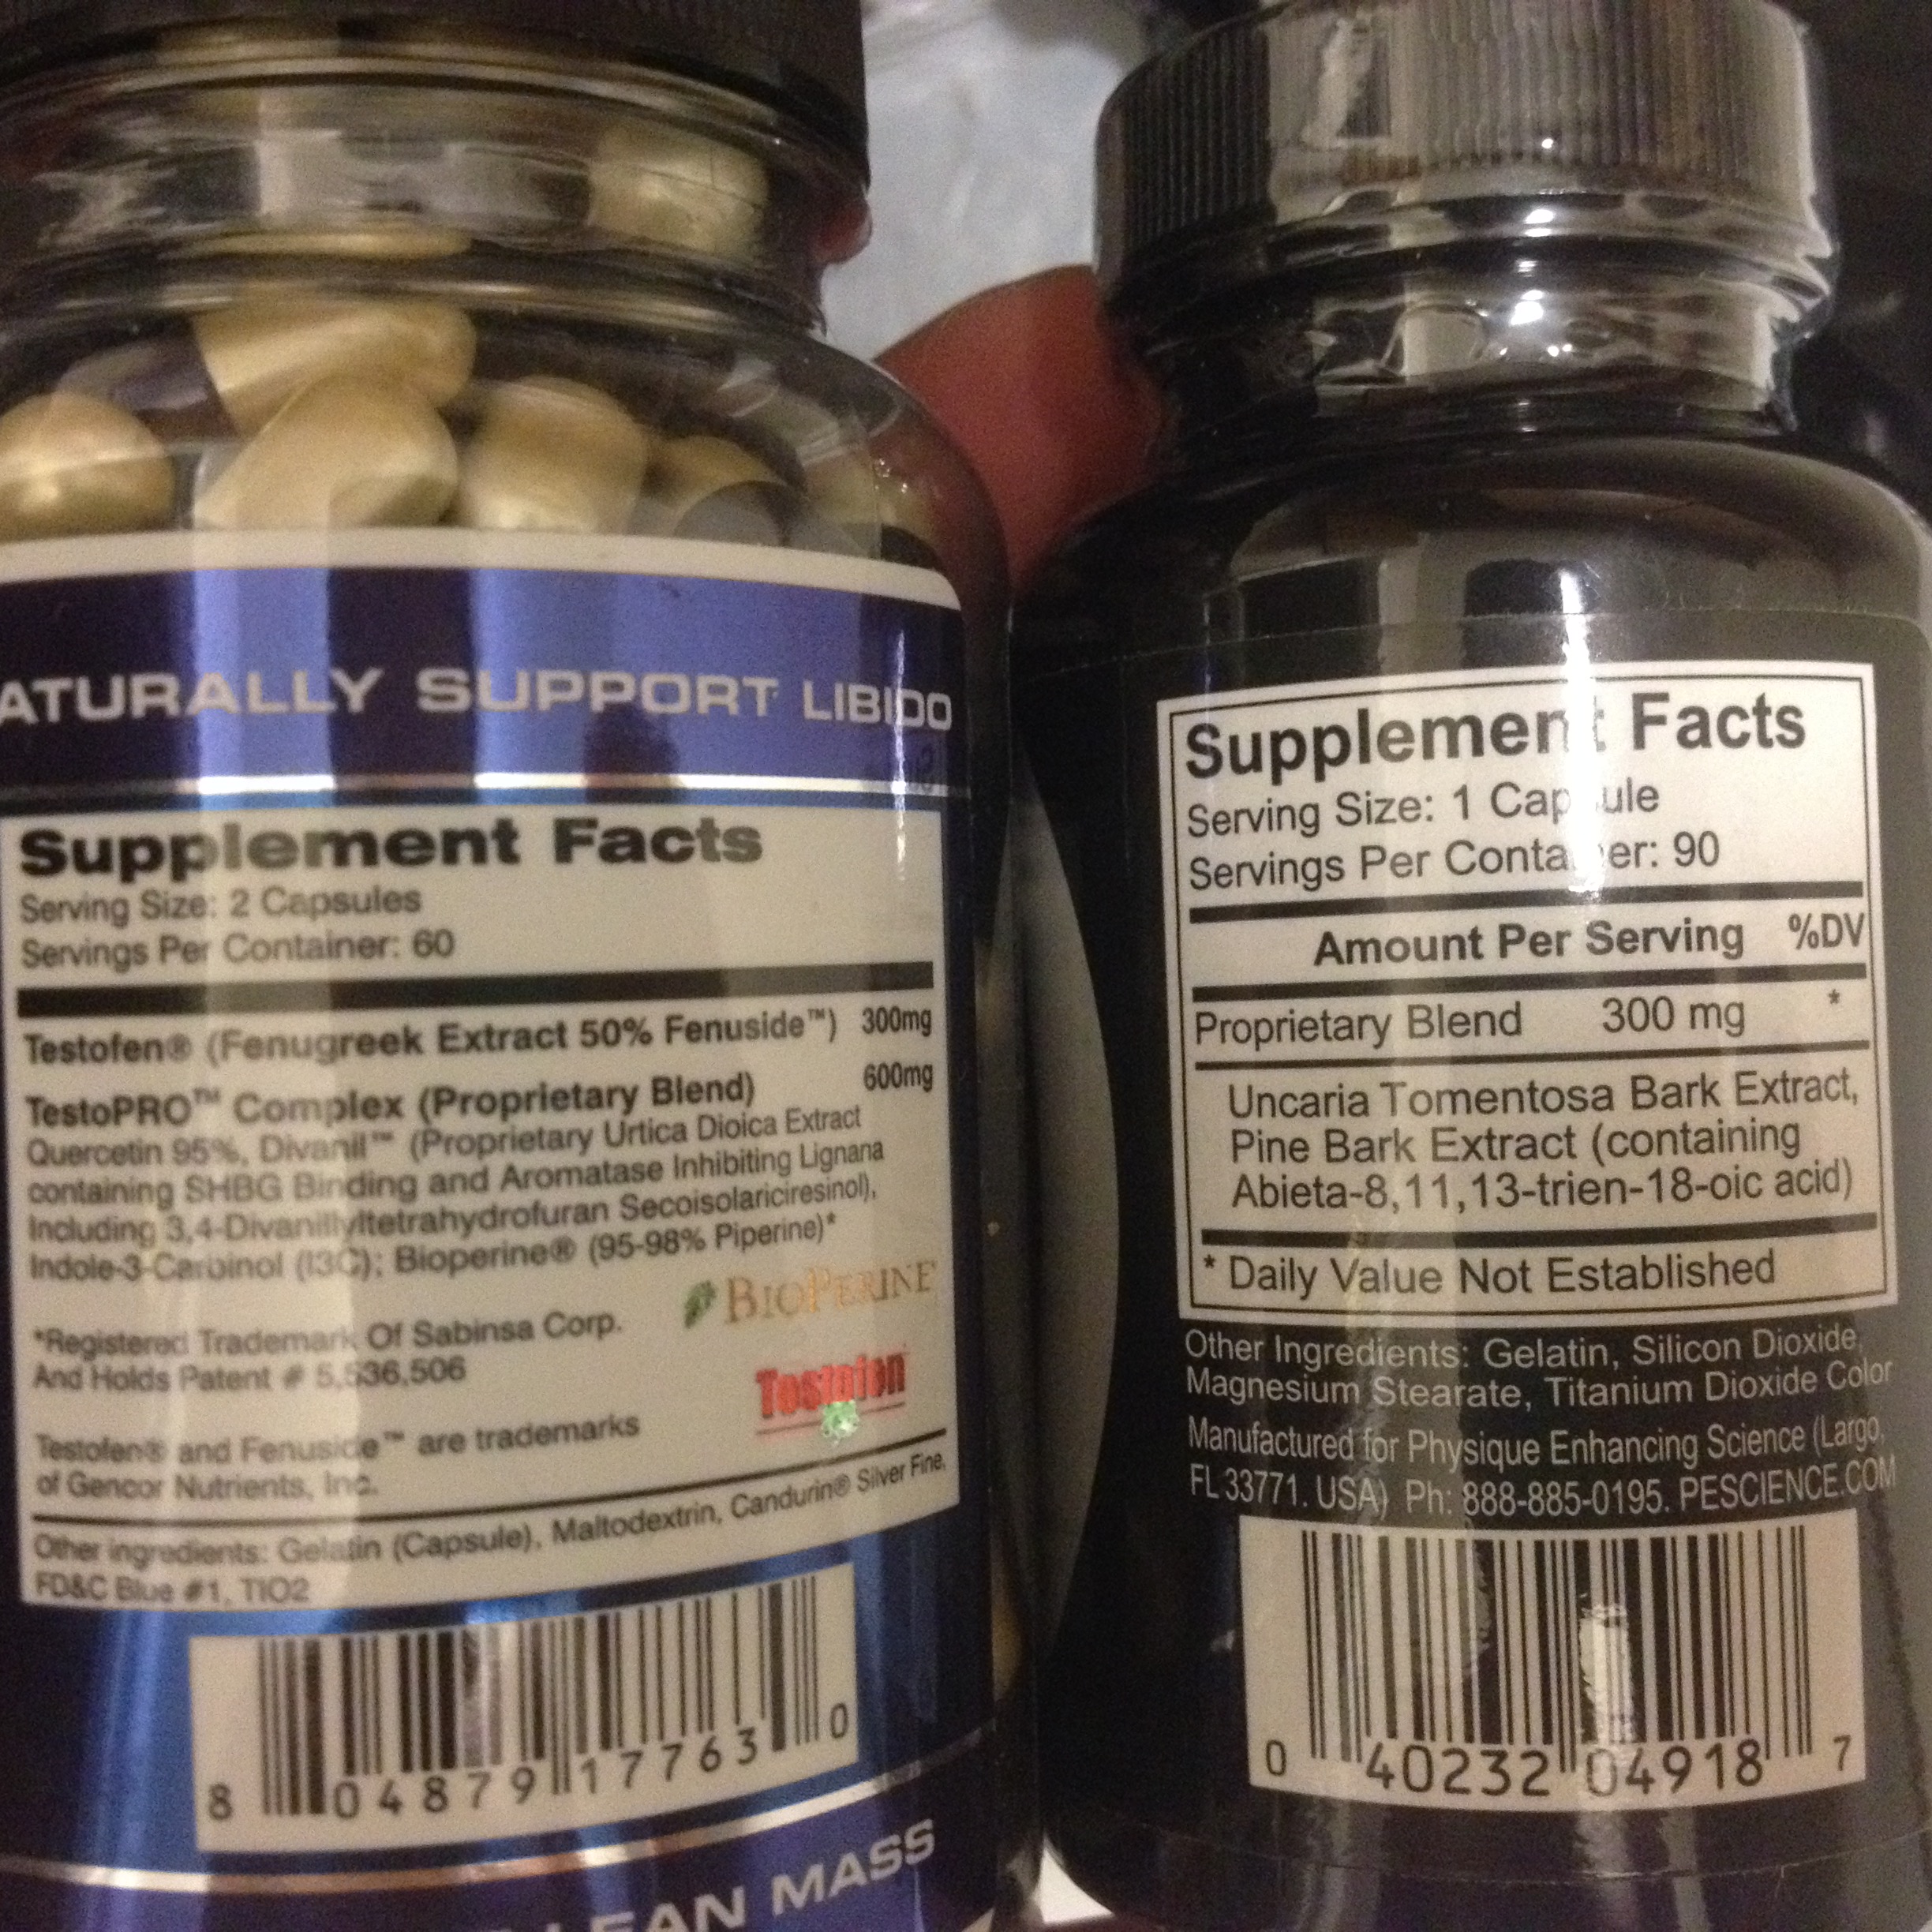 ATURALLY SUPPORT LIBIDO
Supplement Facts
Serving Size: 2 Capsules
Servings Per Container: 60
Testofen® (Fenugreek Extract 50% Fenuside™) 300mg
TestoPRO™ Complex (Proprietary Blend) 600mg
Quercetin 95%, Divanil™ (Proprietary Urtica Dioica Extract
containing SHBG Binding and Aromatase Inhibiting Lignana
Including 3,4-Divanillyltetrahydrofuran Secoisolariciresinol),
Indole-3-Carbinol (I3C); Bioperine® (95-98% Piperine)*
BIOPERINE
*Registered Trademark Of Sabinsa Corp.
And Holds Patent # 5,536,506
Testofen
Testofen® and Fenuside™ are trademarks
of Gencor Nutrients, Inc.
Other ingredients: Gelatin (Capsule), Maltodextrin, Candurin® Silver Fine,
FD&C Blue #1, TIO2
8 04879 17763 0
LEAN MASS
Supplement Facts
Serving Size: 1 Capsule
Servings Per Container: 90
Amount Per Serving %DV
Proprietary Blend 300 mg *
Uncaria Tomentosa Bark Extract,
Pine Bark Extract (containing
Abieta-8,11,13-trien-18-oic acid)
* Daily Value Not Established
Other Ingredients: Gelatin, Silicon Dioxide,
Magnesium Stearate, Titanium Dioxide Color
Manufactured for Physique Enhancing Science (Largo,
FL 33771. USA) Ph: 888-885-0195. PESCIENCE.COM
0 40232 04918 7